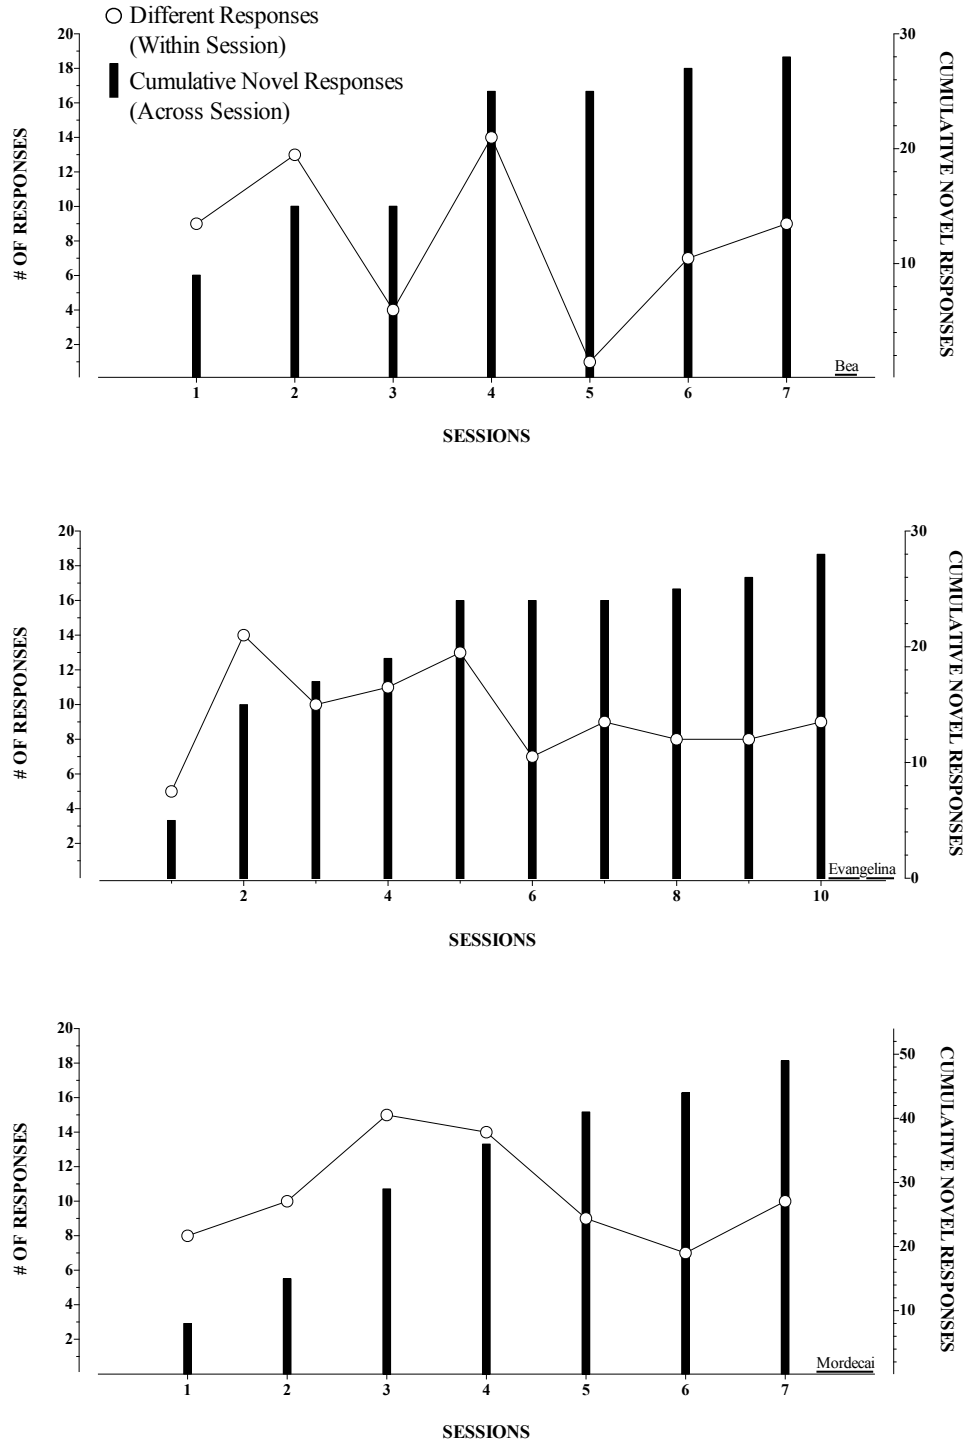 Different Responses
(Within Session)
Cumulative Novel Responses
(Across Session)
# OF RESPONSES
20
18
16
14
12
10
8
6
4
2
30
20
10
CUMULATIVE NOVEL RESPONSES
Bea
1 2 3 4 5 6 7
SESSIONS
# OF RESPONSES
20
18
16
14
12
10
8
6
4
2
30
20
10
0
CUMULATIVE NOVEL RESPONSES
Evangelina
2 4 6 8 10
SESSIONS
# OF RESPONSES
20
18
16
14
12
10
8
6
4
2
50
40
30
20
10
CUMULATIVE NOVEL RESPONSES
Mordecai
1 2 3 4 5 6 7
SESSIONS